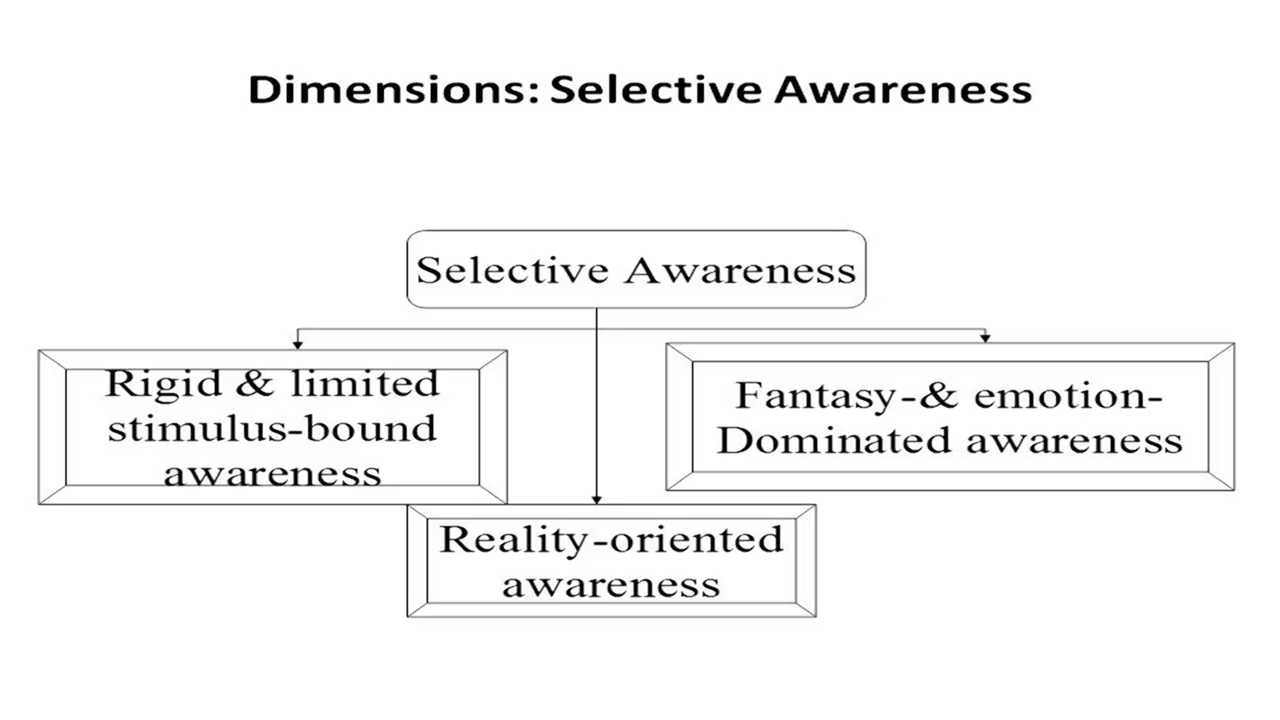 Dimensions: Selective Awareness
Selective Awareness
Rigid & limited
stimulus-bound
awareness
Fantasy-& emotion-
Dominated awareness
Reality-oriented
awareness